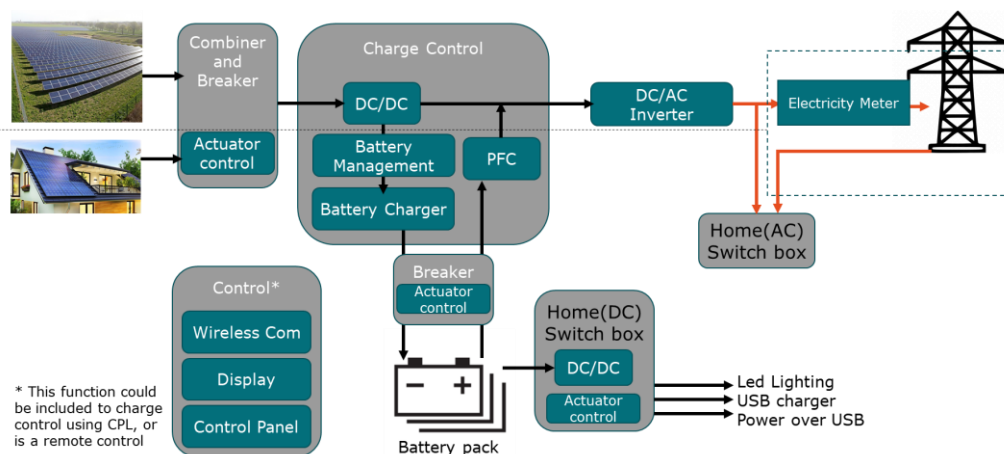 Combiner
and
Breaker
Actuator
control
Charge Control
DC/DC
Battery
Management
Battery Charger
PFC
DC/AC
Inverter
Electricity Meter
Home(AC)
Switch box
Breaker
Actuator
control
Control*
Wireless Com
Display
Control Panel
* This function could
be included to charge
control using CPL, or
is a remote control
Battery pack
Home(DC)
Switch box
DC/DC
Actuator
control
Led Lighting
USB charger
Power over USB